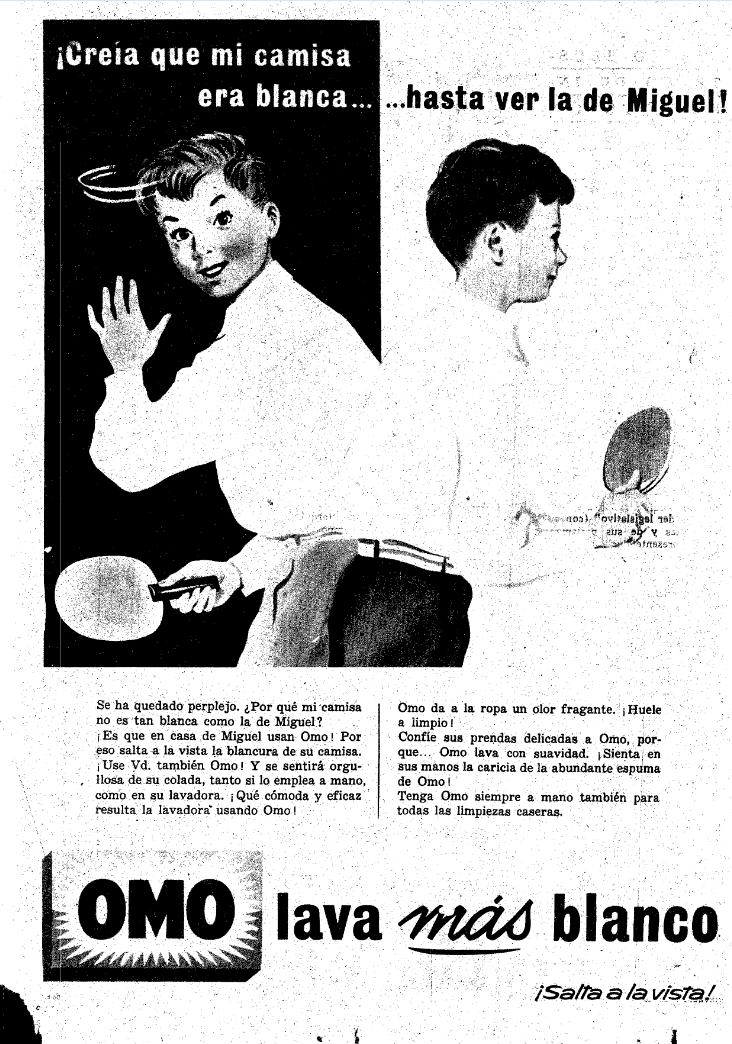 ¡Creía que mi camisa
era blanca...
...hasta ver la de Miguel!
Se ha quedado perplejo. ¿Por qué mi camisa
no es tan blanca como la de Miguel?
¡Es que en casa de Miguel usan Omo! Por
eso salta a la vista la blancura de su camisa.
¡Use Vd. también Omo! Y se sentirá orgu-
llosa de su colada, tanto si lo emplea a mano,
como en su lavadora. ¡Qué cómoda y eficaz
resulta la lavadora usando Omo!
Omo da a la ropa un olor fragante. ¡Huele
a limpio!
Confíe sus prendas delicadas a Omo, por-
que... Omo lava con suavidad. ¡Sienta en
sus manos la caricia de la abundante espuma
de Omo!
Tenga Omo siempre a mano también para
todas las limpiezas caseras.
OMO lava más blanco
¡Salta a la vista!